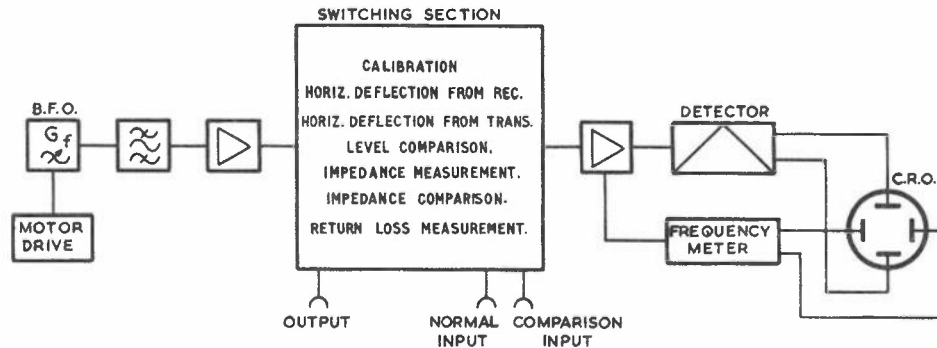 SWITCHING SECTION
CALIBRATION
HORIZ. DEFLECTION FROM REC.
HORIZ. DEFLECTION FROM TRANS.
LEVEL COMPARISON.
IMPEDANCE MEASUREMENT.
IMPEDANCE COMPARISON.
RETURN LOSS MEASUREMENT.
B.F.O.
Gf
MOTOR
DRIVE
DETECTOR
C.R.O.
FREQUENCY
METER
OUTPUT
NORMAL
INPUT
COMPARISON
INPUT